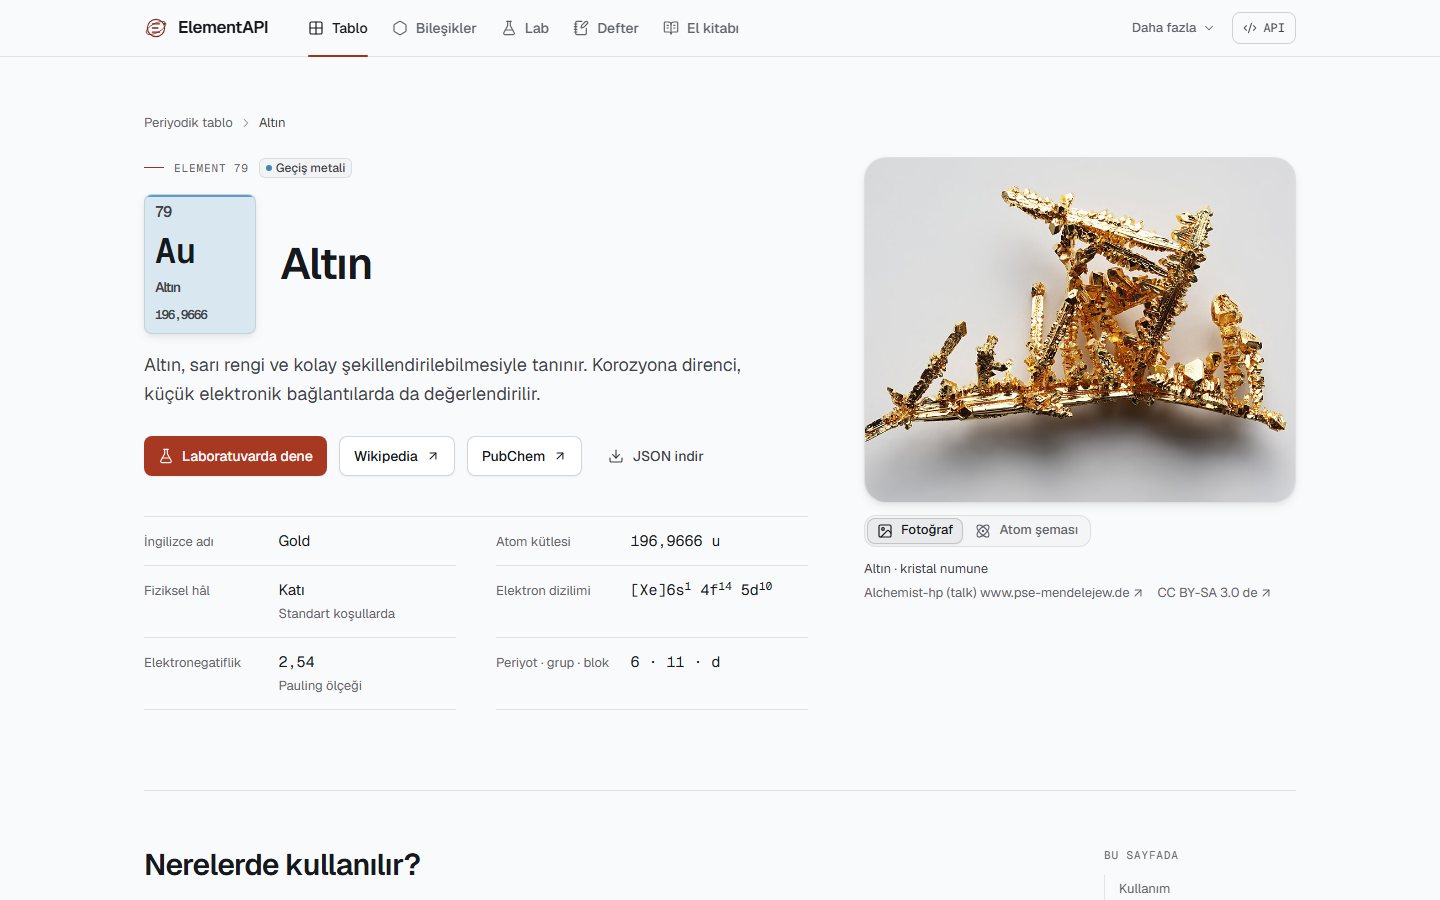 ElementAPI
Tablo
Bileşikler
Lab
Defter
El kitabı
Daha fazla
API
Periyodik tablo
Altın
ELEMENT 79
Geçiş metali
79
Au
Altın
196,9666
Altın
Altın, sarı rengi ve kolay şekillendirilebilmesiyle tanınır. Korozyona direnci,
küçük elektronik bağlantılarda da değerlendirilir.
Laboratuvarda dene
Wikipedia
PubChem
JSON indir
İngilizce adı
Gold
Atom kütlesi
196,9666 u
Fiziksel hâl
Katı
Standart koşullarda
Elektron dizilimi
[Xe]6s¹ 4f¹⁴ 5d¹⁰
Elektronegatiflik
2,54
Pauling ölçeği
Periyot · grup · blok
6 · 11 · d
Fotoğraf
Atom şeması
Altın · kristal numune
Alchemist-hp (talk) www.pse-mendelejew.de
CC BY-SA 3.0 de
Nerelerde kullanılır?
BU SAYFADA
Kullanım